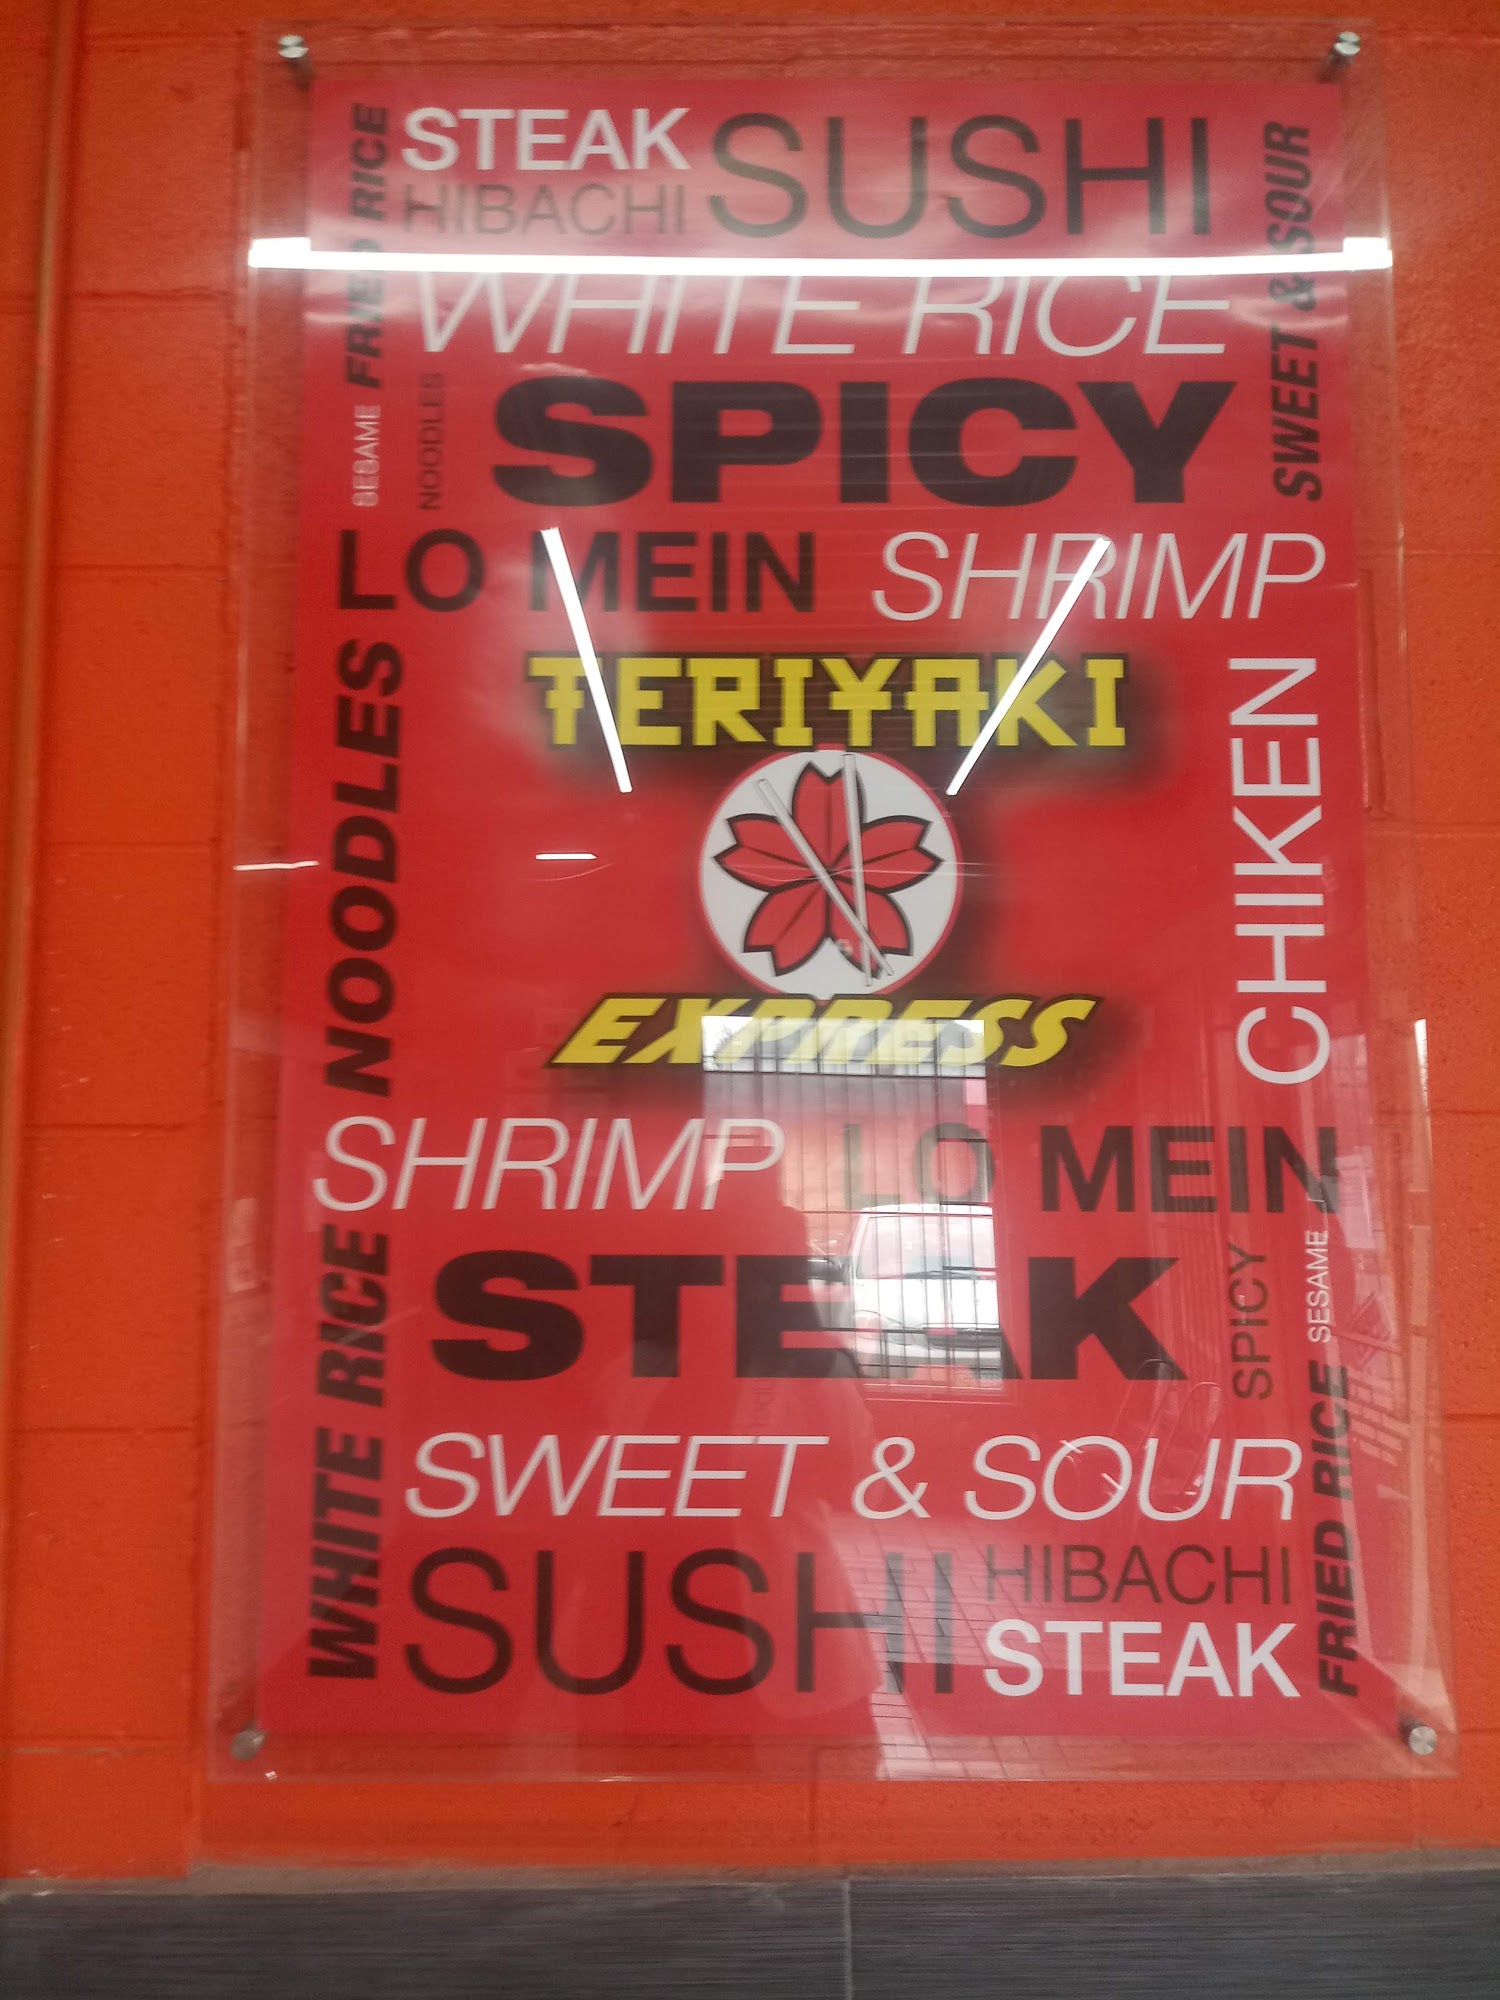 STEAK
HIBACHI
SUSHI
FRIED RICE
SWEET & SOUR
WHITE RICE
SESAME
NOODLES
SPICY
LO MEIN
SHRIMP
NOODLES
TERIYAKI
EXPRESS
CHIKEN
SHRIMP
LO MEIN
WHITE RICE
STEAK
SPICY
SESAME
SWEET & SOUR
FRIED RICE
SUSHI
HIBACHI
STEAK